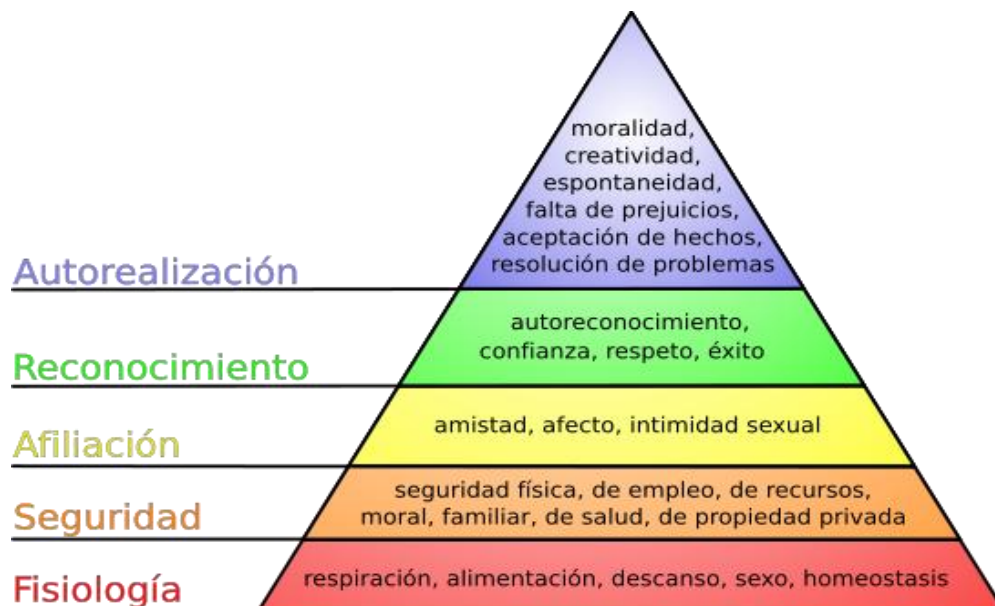 moralidad,
creatividad,
espontaneidad,
falta de prejuicios,
aceptación de hechos,
resolución de problemas
Autorealización
autoreconocimiento,
confianza, respeto, éxito
Reconocimiento
amistad, afecto, intimidad sexual
Afiliación
seguridad física, de empleo, de recursos,
moral, familiar, de salud, de propiedad privada
Seguridad
respiración, alimentación, descanso, sexo, homeostasis
Fisiología